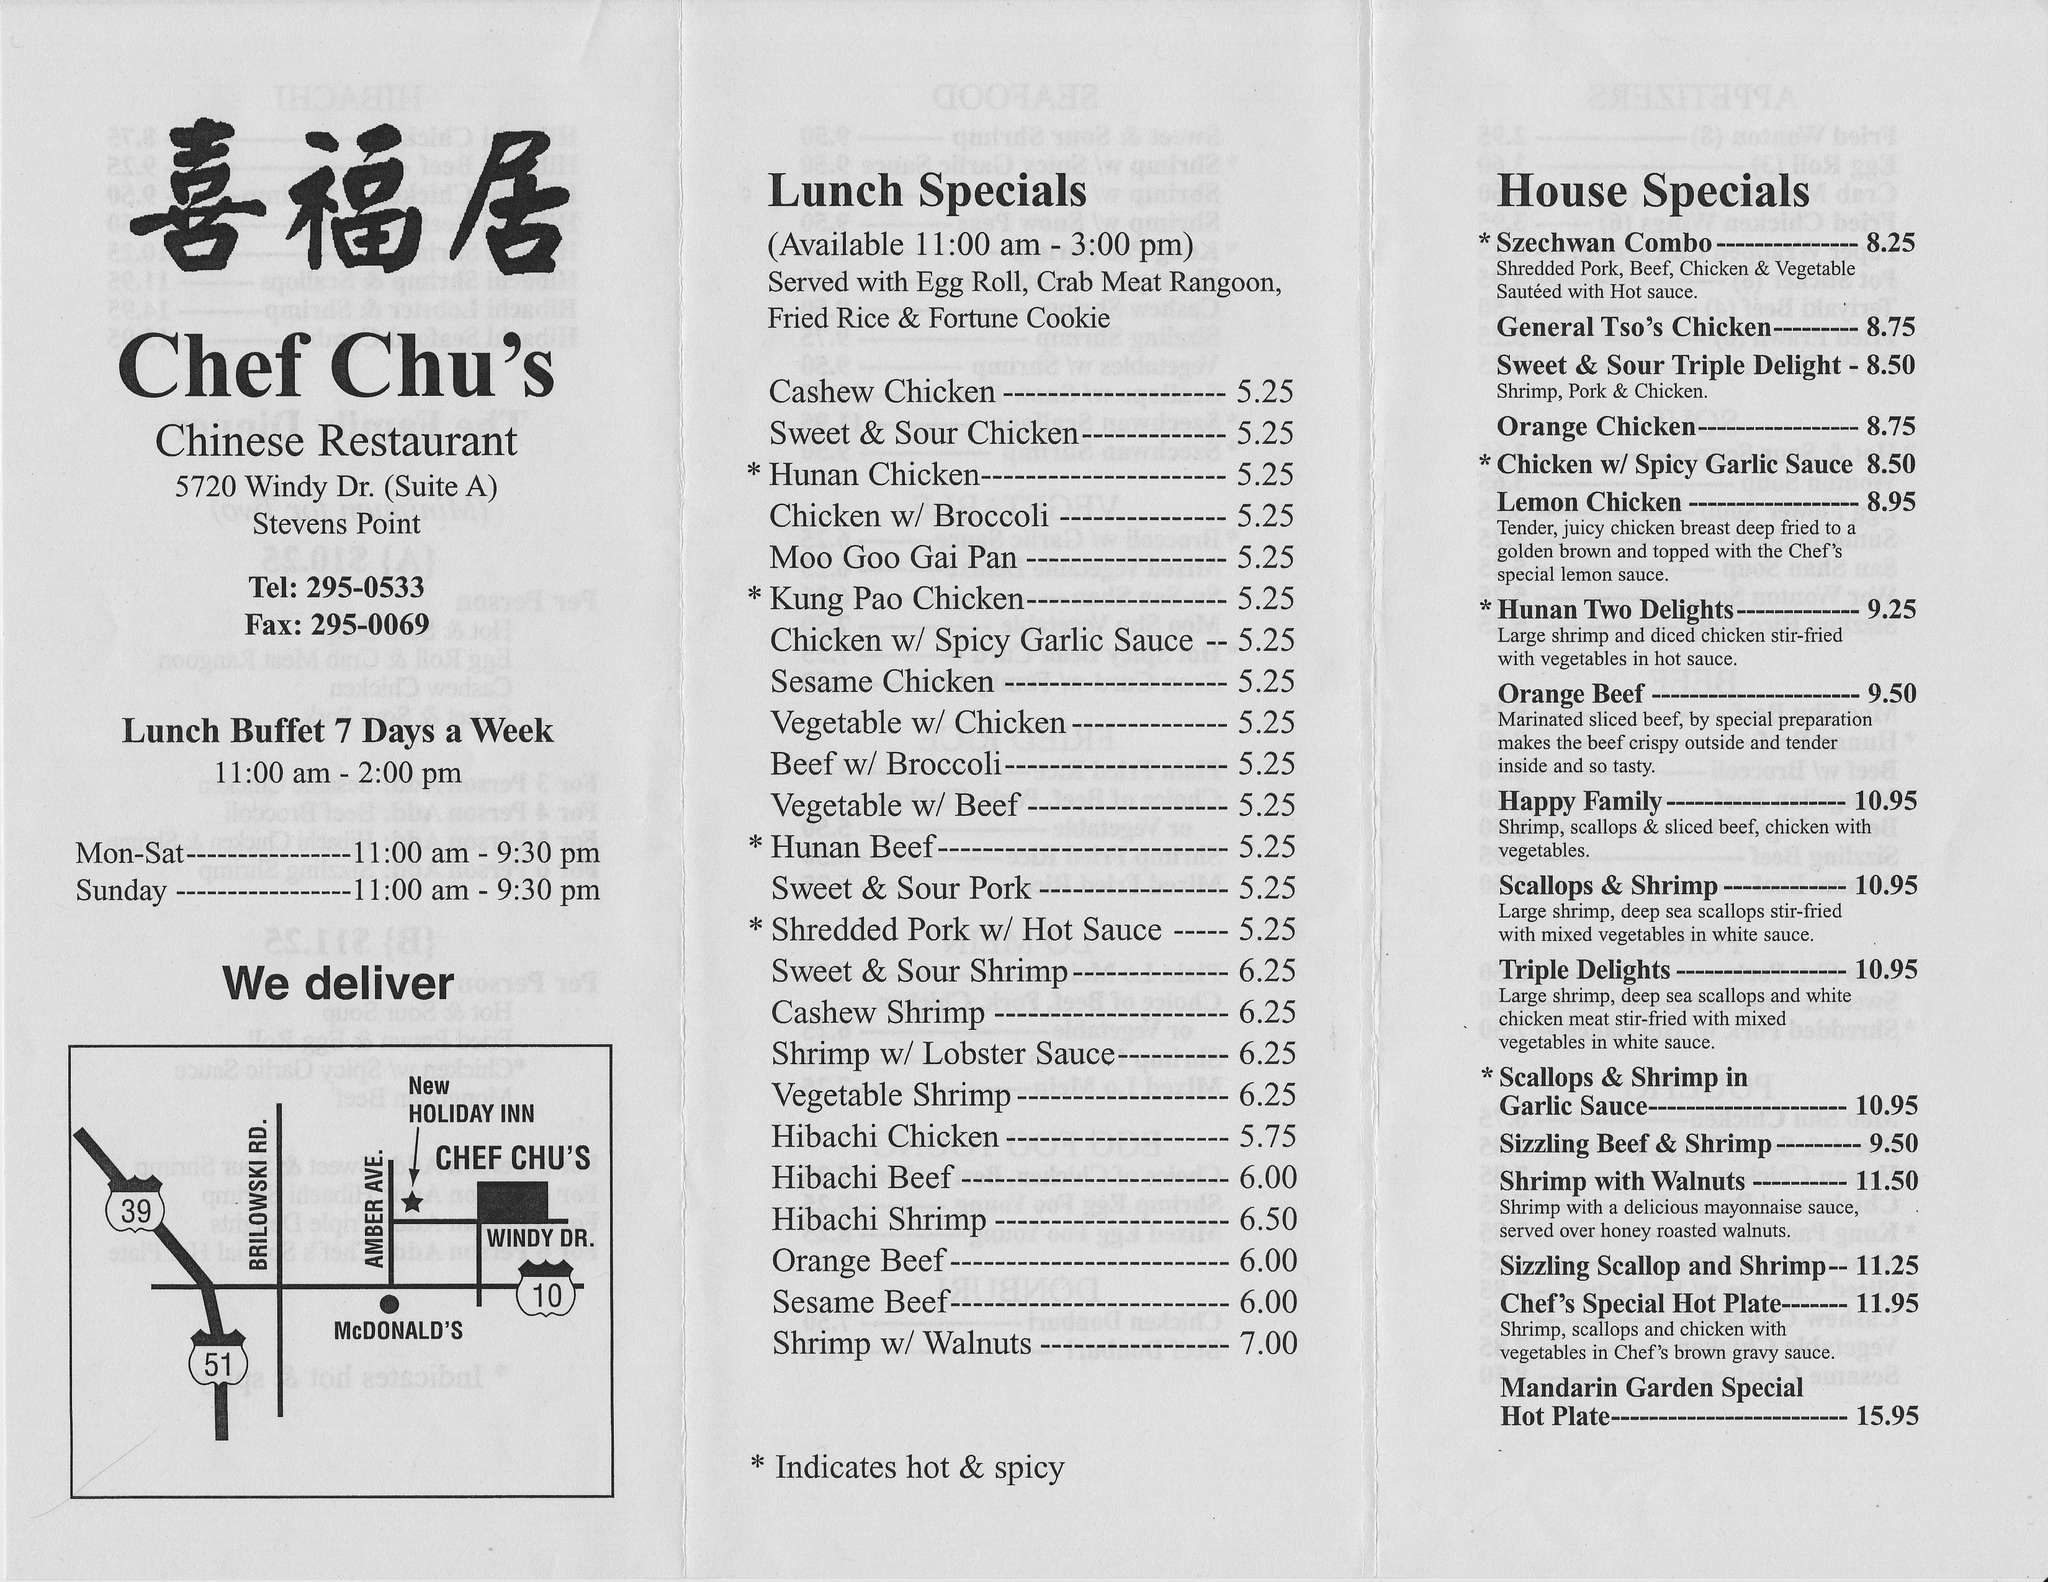 喜福居
Chef Chu's
Chinese Restaurant
5720 Windy Dr. (Suite A)
Stevens Point
Tel: 295-0533
Fax: 295-0069
Lunch Buffet 7 Days a Week
11:00 am - 2:00 pm
Mon-Sat----------------11:00 am - 9:30 pm
Sunday -----------------11:00 am - 9:30 pm
We deliver
New
HOLIDAY INN
CHEF CHU'S
BRILOWSKI RD.
AMBER AVE.
39
WINDY DR.
10
McDONALD'S
51
Lunch Specials
(Available 11:00 am - 3:00 pm)
Served with Egg Roll, Crab Meat Rangoon,
Fried Rice & Fortune Cookie
Cashew Chicken --------------------- 5.25
Sweet & Sour Chicken-------------- 5.25
* Hunan Chicken----------------------- 5.25
Chicken w/ Broccoli ---------------- 5.25
Moo Goo Gai Pan ------------------- 5.25
* Kung Pao Chicken------------------- 5.25
Chicken w/ Spicy Garlic Sauce -- 5.25
Sesame Chicken --------------------- 5.25
Vegetable w/ Chicken --------------- 5.25
Beef w/ Broccoli--------------------- 5.25
Vegetable w/ Beef ------------------- 5.25
* Hunan Beef---------------------------- 5.25
Sweet & Sour Pork ------------------ 5.25
* Shredded Pork w/ Hot Sauce ----- 5.25
Sweet & Sour Shrimp--------------- 6.25
Cashew Shrimp ---------------------- 6.25
Shrimp w/ Lobster Sauce---------- 6.25
Vegetable Shrimp-------------------- 6.25
Hibachi Chicken --------------------- 5.75
Hibachi Beef -------------------------- 6.00
Hibachi Shrimp ---------------------- 6.50
Orange Beef --------------------------- 6.00
Sesame Beef--------------------------- 6.00
Shrimp w/ Walnuts ------------------ 7.00
* Indicates hot & spicy
House Specials
* Szechwan Combo--------------- 8.25
Shredded Pork, Beef, Chicken & Vegetable
Sautéed with Hot sauce.
General Tso's Chicken--------- 8.75
Sweet & Sour Triple Delight - 8.50
Shrimp, Pork & Chicken.
Orange Chicken----------------- 8.75
* Chicken w/ Spicy Garlic Sauce 8.50
Lemon Chicken ------------------ 8.95
Tender, juicy chicken breast deep fried to a
golden brown and topped with the Chef's
special lemon sauce.
* Hunan Two Delights------------- 9.25
Large shrimp and diced chicken stir-fried
with vegetables in hot sauce.
Orange Beef ---------------------- 9.50
Marinated sliced beef, by special preparation
makes the beef crispy outside and tender
inside and so tasty.
Happy Family------------------- 10.95
Shrimp, scallops & sliced beef, chicken with
vegetables.
Scallops & Shrimp ------------- 10.95
Large shrimp, deep sea scallops stir-fried
with mixed vegetables in white sauce.
Triple Delights ------------------ 10.95
Large shrimp, deep sea scallops and white
chicken meat stir-fried with mixed
vegetables in white sauce.
* Scallops & Shrimp in
Garlic Sauce--------------------- 10.95
Sizzling Beef & Shrimp --------- 9.50
Shrimp with Walnuts ---------- 11.50
Shrimp with a delicious mayonnaise sauce,
served over honey roasted walnuts.
Sizzling Scallop and Shrimp-- 11.25
Chef's Special Hot Plate------- 11.95
Shrimp, scallops and chicken with
vegetables in Chef's brown gravy sauce.
Mandarin Garden Special
Hot Plate------------------------- 15.95